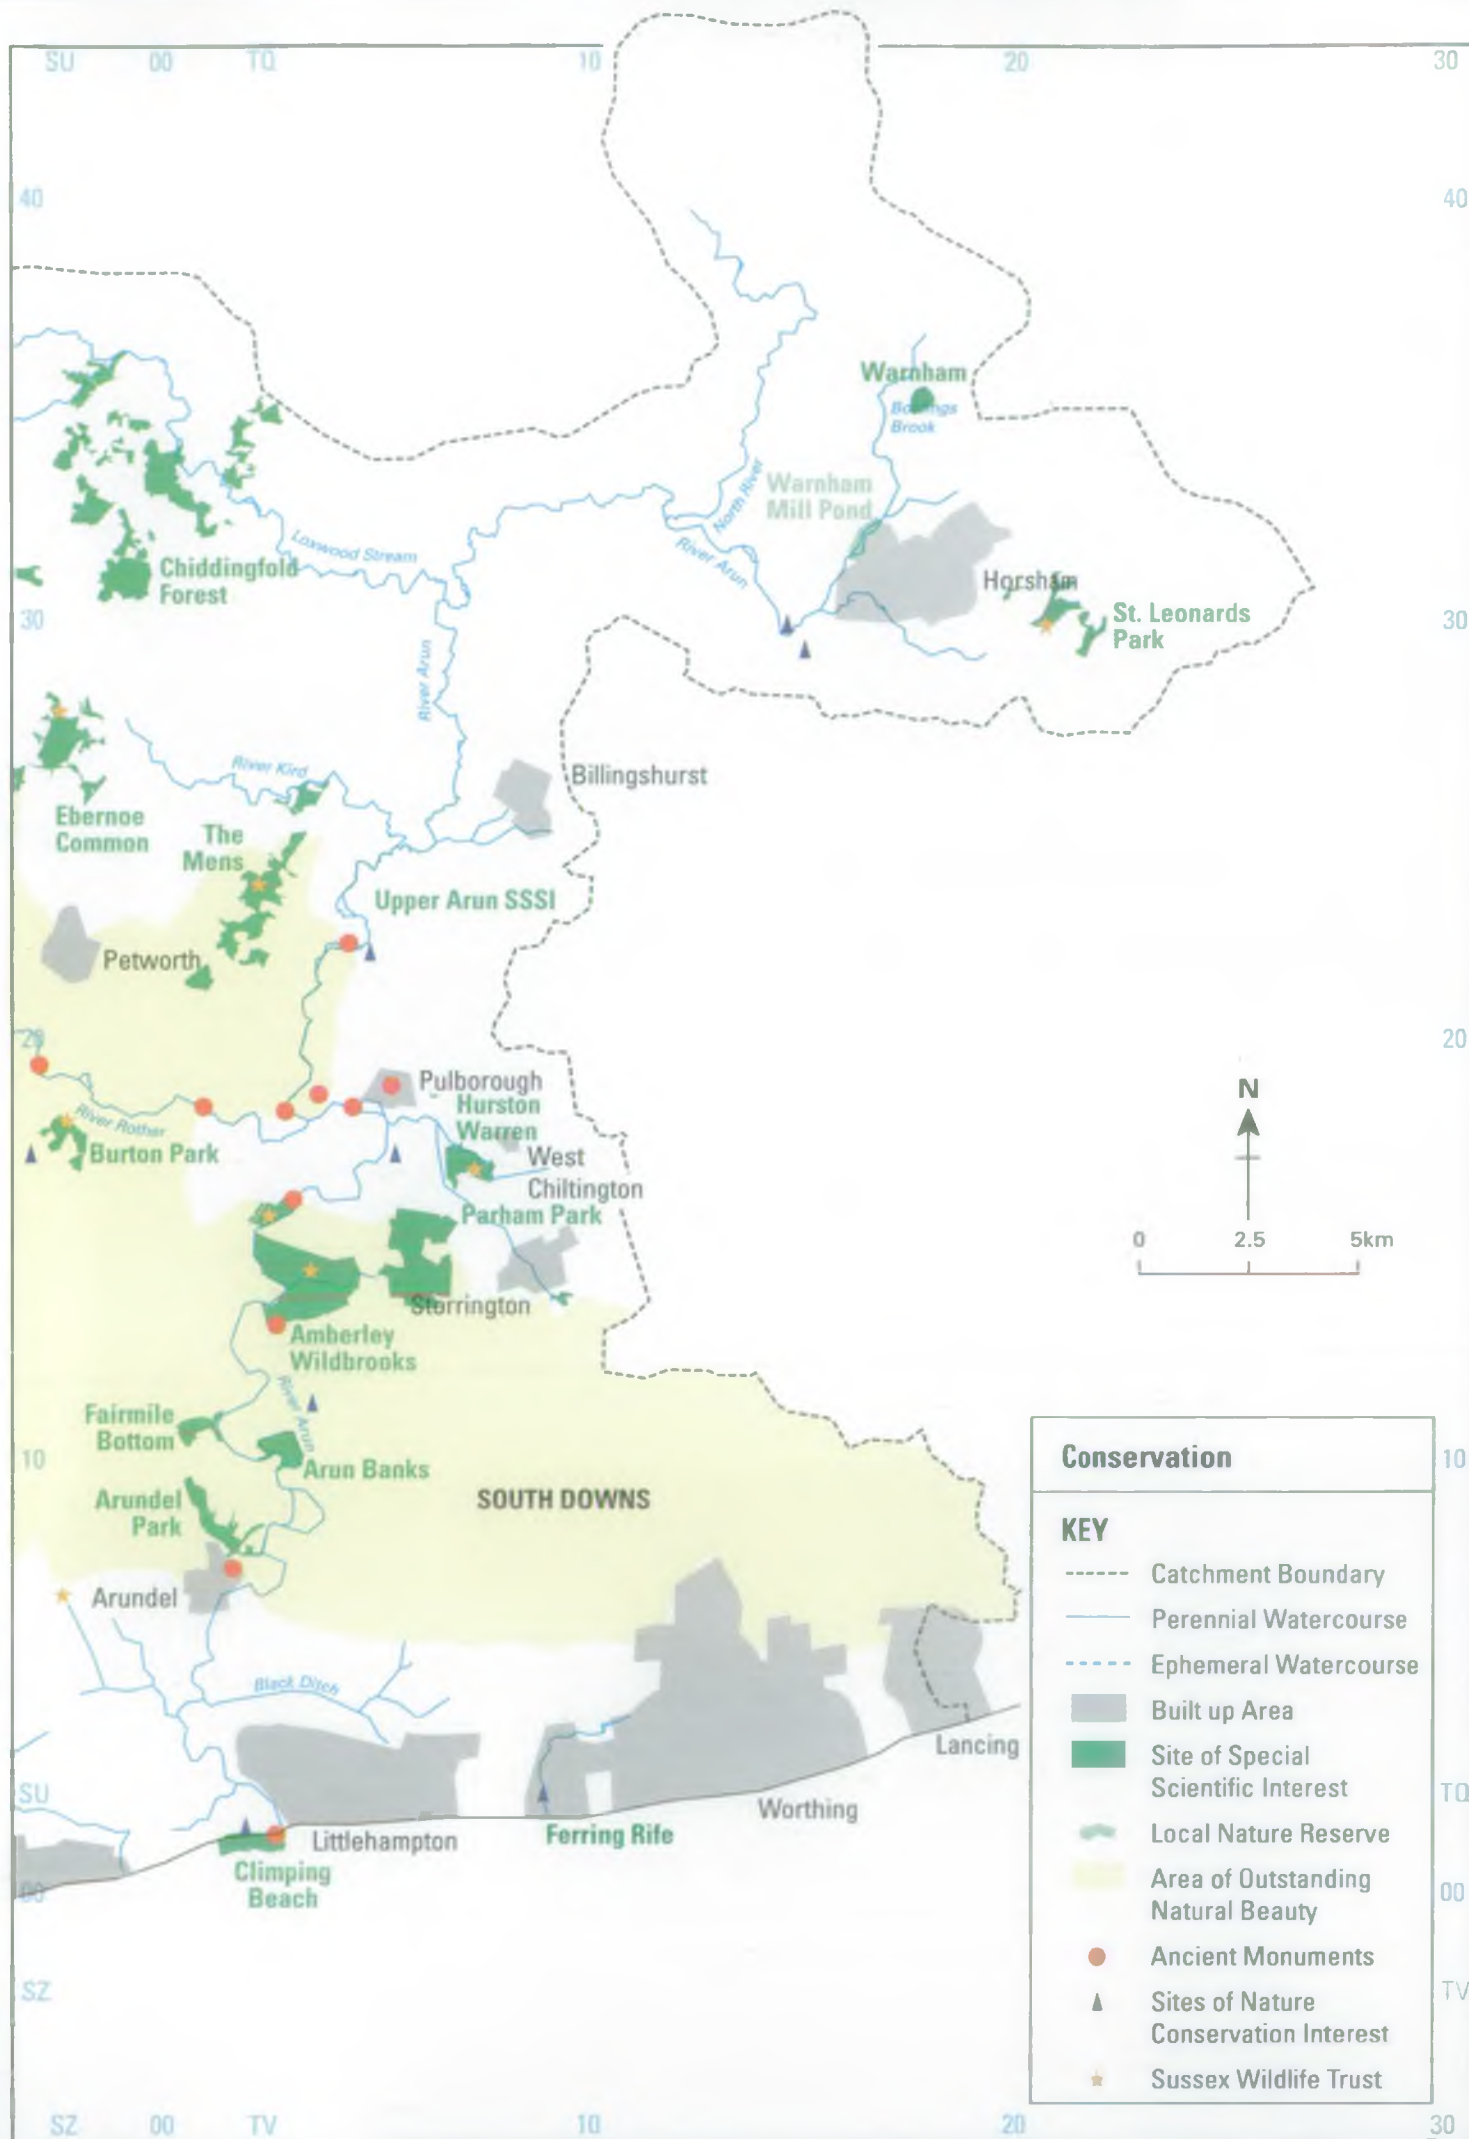 SU 00 TQ 10 20 30
40 40
Warnham
Brook
North River
Warnham
Mill Pond
Loxwood Stream
River Arun
Chiddingfold
Forest
Horsham
30 30
St. Leonards
Park
River Arun
River Kird
Billingshurst
Ebernoe
Common
The
Mens
Upper Arun SSSI
Petworth
20 20
Pulborough
Hurston
Warren
River Rother
Burton Park
West
Chiltington
Parham Park
N
0 2.5 5km
Storrington
Amberley
Wildbrooks
River Arun
Fairmile
Bottom
10 10
Arun Banks
Arundel
Park
SOUTH DOWNS
Arundel
Black Ditch
Lancing
SU TQ
Worthing
Littlehampton
Ferring Rife
Climping
Beach
00 00
SZ TV
Conservation
KEY
Catchment Boundary
Perennial Watercourse
Ephemeral Watercourse
Built up Area
Site of Special
Scientific Interest
Local Nature Reserve
Area of Outstanding
Natural Beauty
Ancient Monuments
Sites of Nature
Conservation Interest
Sussex Wildlife Trust
SZ 00 TV 10 20 30